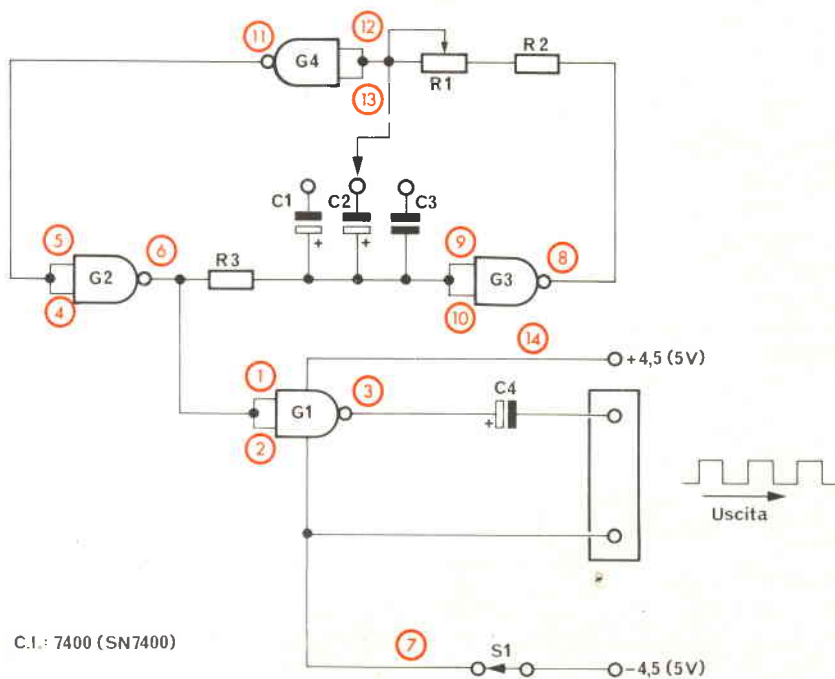 11
12
G4
13
R1
R2
C1
C2
C3
+
+
5
6
G2
4
R3
9
8
G3
10
14
+4,5 (5V)
1
3
G1
2
C4
+
Uscita
7
S1
-4,5 (5V)
C.I.: 7400 (SN7400)